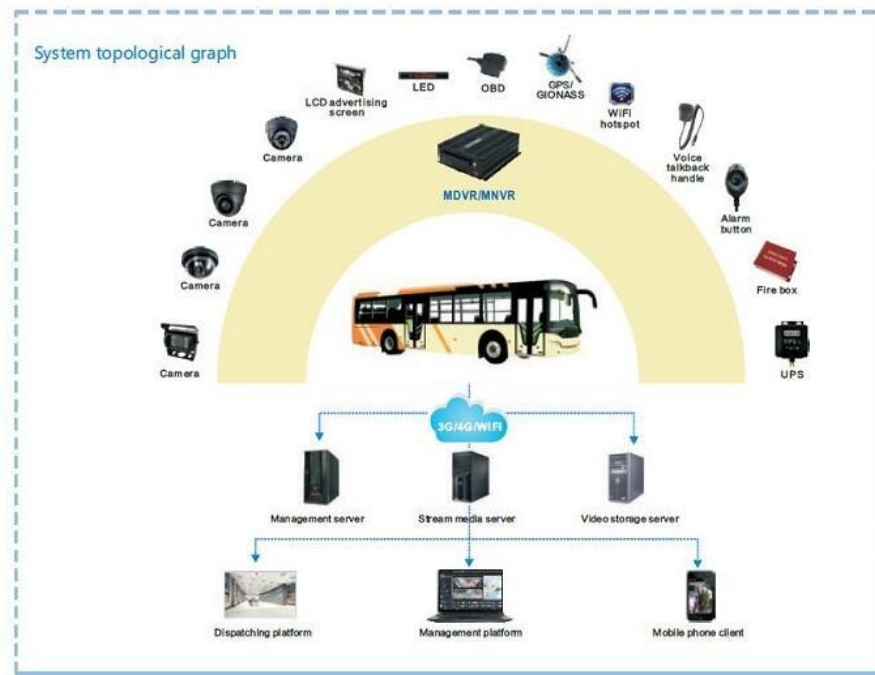 System topological graph
LCD advertising
screen
LED
OBD
GPS/
GIONASS
WiFi
hotspot
Voice
talkback
handle
Alarm
button
Fire box
UPS
Camera
Camera
Camera
Camera
MDVR/MNVR
3G/4G/WIFI
Management server
Stream media server
Video storage server
Dispatching platform
Management platform
Mobile phone client